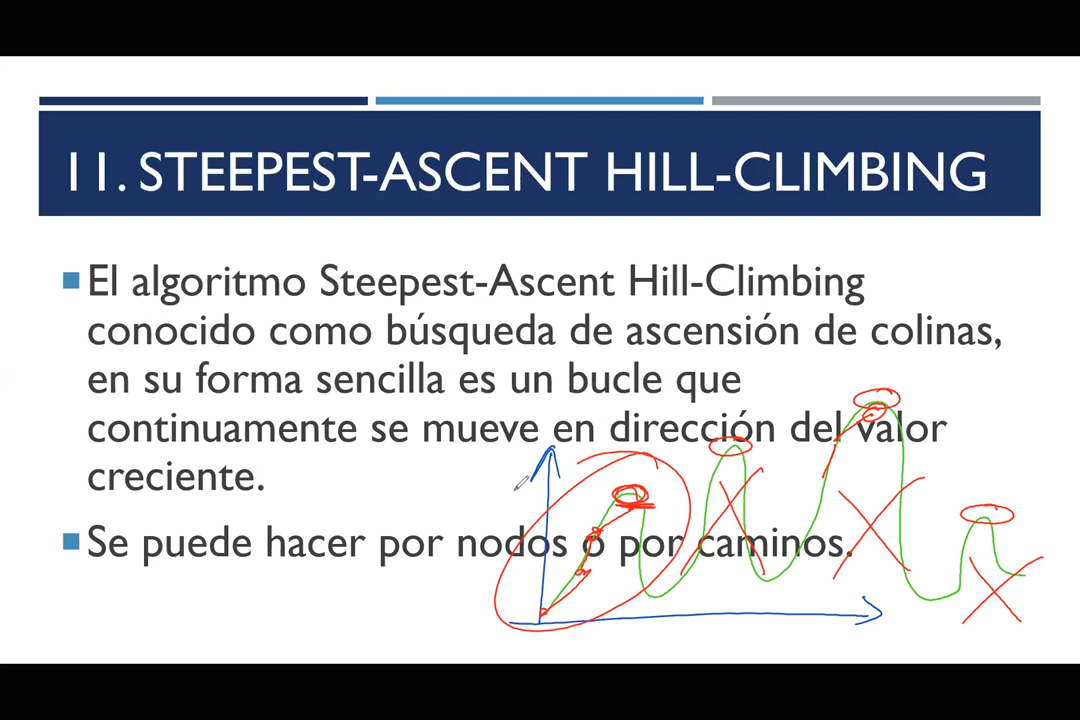 11. STEEPEST-ASCENT HILL-CLIMBING
El algoritmo Steepest-Ascent Hill-Climbing
conocido como búsqueda de ascensión de colinas,
en su forma sencilla es un bucle que
continuamente se mueve en dirección del valor
creciente.
Se puede hacer por nodos o por caminos.